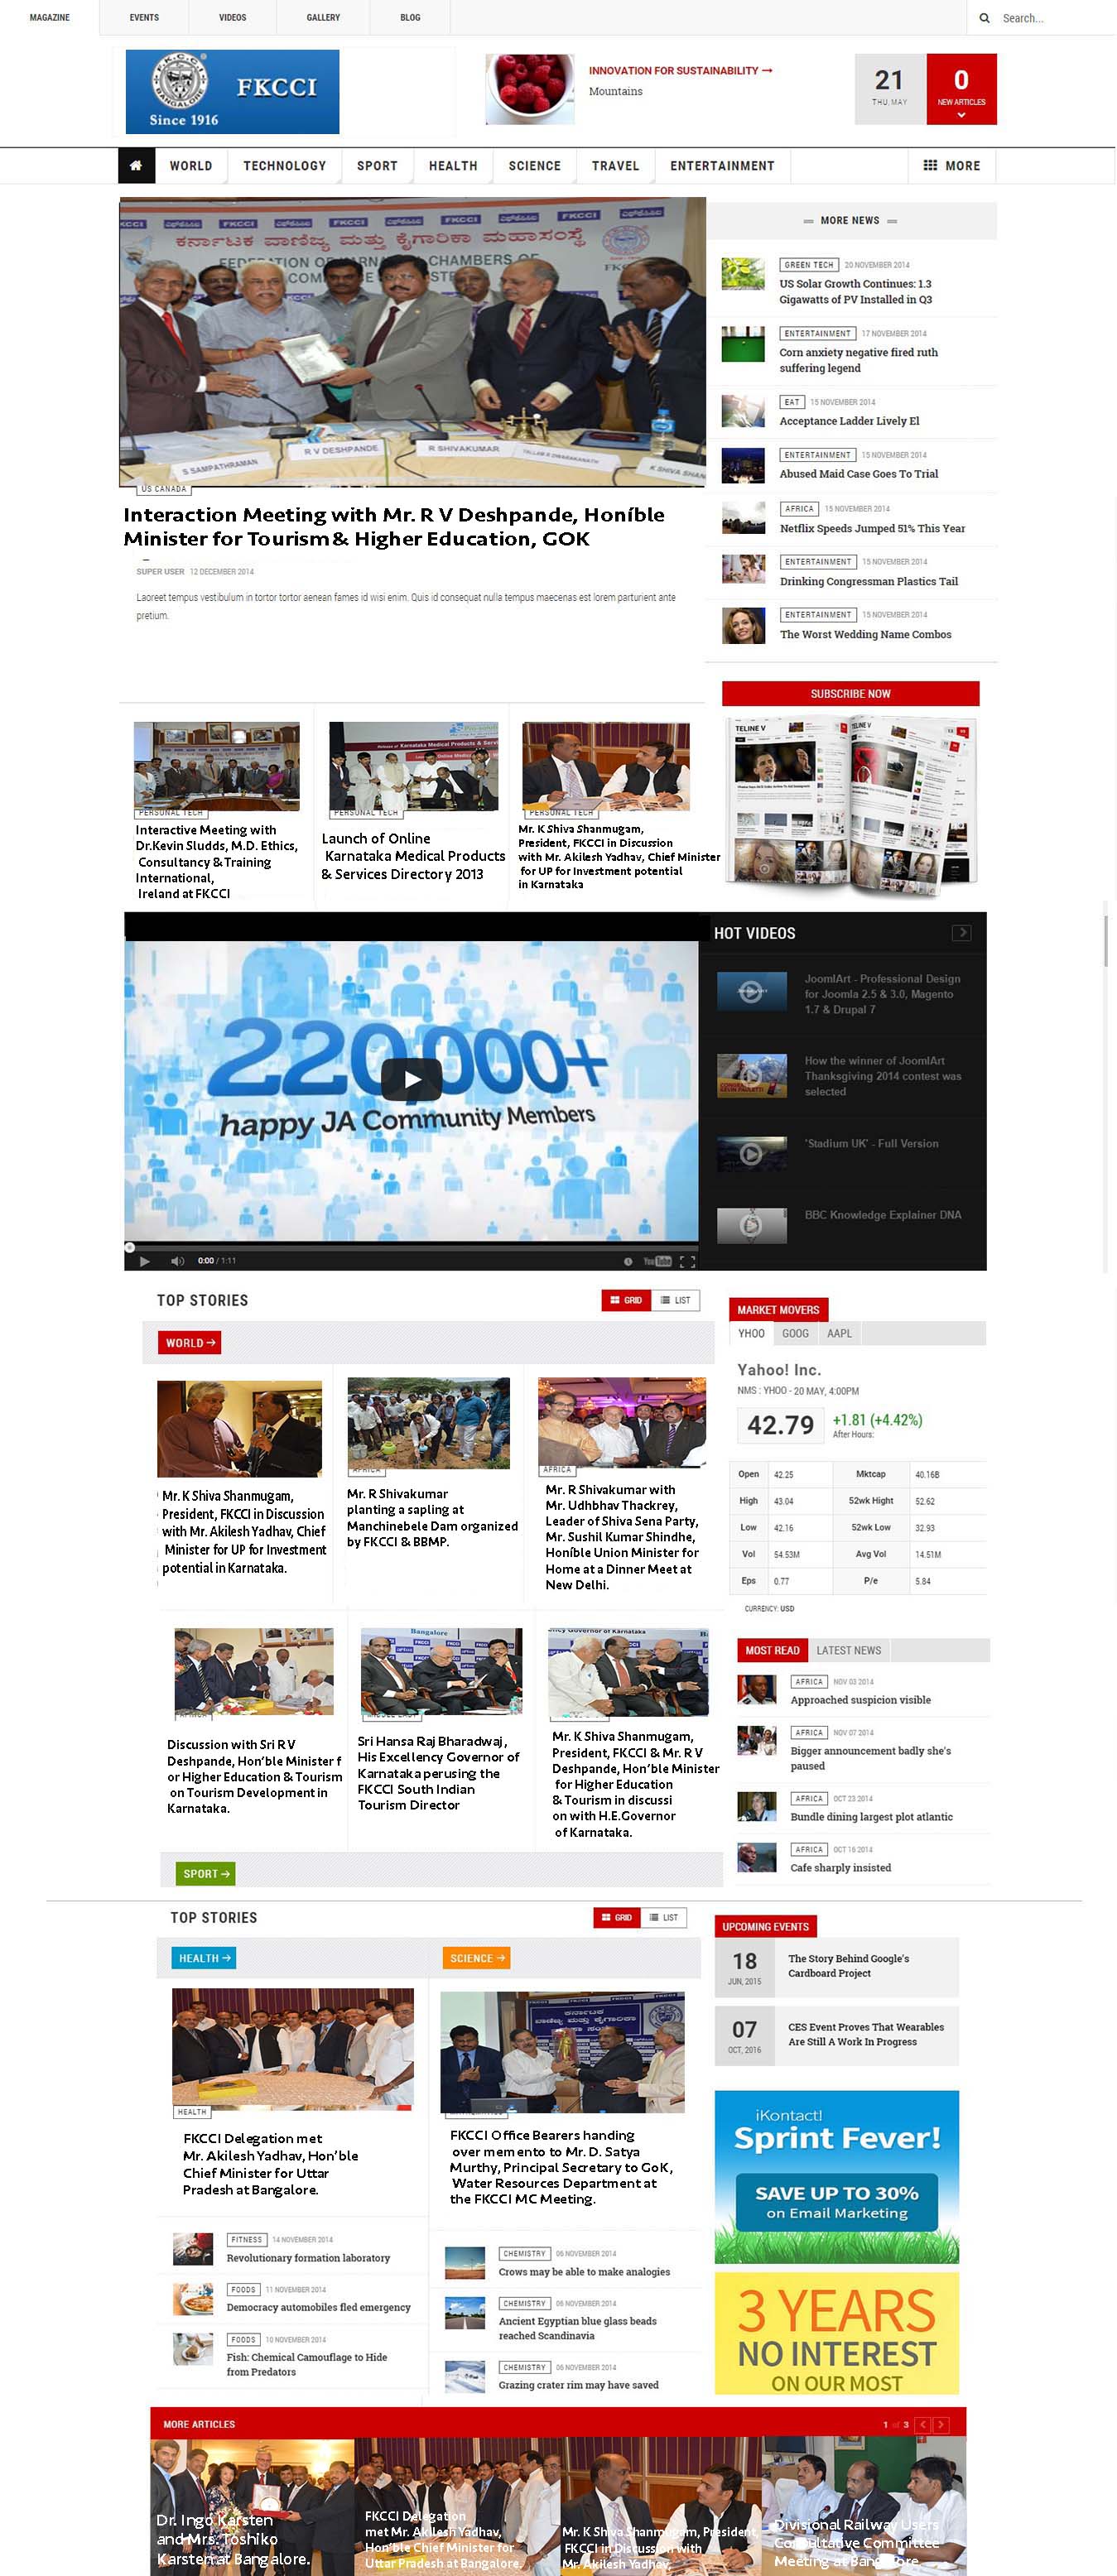 MAGAZINE EVENTS VIDEOS GALLERY BLOG Search...
FKCCI
Since 1916
INNOVATION FOR SUSTAINABILITY →
Mountains
21
THU, MAY
0
NEW ARTICLES
WORLD TECHNOLOGY SPORT HEALTH SCIENCE TRAVEL ENTERTAINMENT MORE
FKCCI FKCCI FKCCI FKCCI
ಕರ್ನಾಟಕ ವಾಣಿಜ್ಯ ಮತ್ತು ಕೈಗಾರಿಕಾ ಮಹಾಸಂಸ್ಥೆ
FEDERATION OF KARNATAKA CHAMBERS OF
S SAMPATHRAMAN
R V DESHPANDE
R SHIVAKUMAR
K SHIVA SHAN
US CANADA
Interaction Meeting with Mr. R V Deshpande, Honíble
Minister for Tourism & Higher Education, GOK
SUPER USER 12 DECEMBER 2014
Laoreet tempus vestibulum in tortor tortor aenean fames id wisi enim. Quis id consequat nulla tempus maecenas est lorem parturient ante
pretium.
MORE NEWS
GREEN TECH 20 NOVEMBER 2014
US Solar Growth Continues: 1.3
Gigawatts of PV Installed in Q3
ENTERTAINMENT 17 NOVEMBER 2014
Corn anxiety negative fired ruth
suffering legend
EAT 15 NOVEMBER 2014
Acceptance Ladder Lively El
ENTERTAINMENT 15 NOVEMBER 2014
Abused Maid Case Goes To Trial
AFRICA 15 NOVEMBER 2014
Netflix Speeds Jumped 51% This Year
ENTERTAINMENT 15 NOVEMBER 2014
Drinking Congressman Plastics Tail
ENTERTAINMENT 15 NOVEMBER 2014
The Worst Wedding Name Combos
SUBSCRIBE NOW
TELINE V
TELINE V
PERSONAL TECH
Interactive Meeting with
Dr.Kevin Sludds, M.D. Ethics,
Consultancy & Training
International,
Ireland at FKCCI
Karnataka Medical Products & Servi
PERSONAL TECH
Launch of Online
Karnataka Medical Products
& Services Directory 2013
PERSONAL TECH
Mr. K Shiva Shanmugam,
President, FKCCI in Discussion
with Mr. Akilesh Yadhav, Chief Minister
for UP for Investment potential
in Karnataka
220,000+
happy JA Community Members
0:00 / 1:11
YouTube
HOT VIDEOS
JoomlArt - Professional Design
for Joomla 2.5 & 3.0, Magento
1.7 & Drupal 7
How the winner of JoomlArt
Thanksgiving 2014 contest was
selected
'Stadium UK' - Full Version
BBC Knowledge Explainer DNA
TOP STORIES GRID LIST
WORLD →
AFRICA
AFRICA
Mr. K Shiva Shanmugam,
President, FKCCI in Discussion
with Mr. Akilesh Yadhav, Chief
Minister for UP for Investment
potential in Karnataka.
Mr. R Shivakumar
planting a sapling at
Manchinebele Dam organized
by FKCCI & BBMP.
Mr. R Shivakumar with
Mr. Udhbhav Thackrey,
Leader of Shiva Sena Party,
Mr. Sushil Kumar Shindhe,
Honíble Union Minister for
Home at a Dinner Meet at
New Delhi.
Bangalore
AFRICA
MIDDLE EAST
Discussion with Sri R V
Deshpande, Hon’ble Minister f
or Higher Education & Tourism
on Tourism Development in
Karnataka.
Sri Hansa Raj Bharadwaj,
His Excellency Governor of
Karnataka perusing the
FKCCI South Indian
Tourism Director
Mr. K Shiva Shanmugam,
President, FKCCI & Mr. R V
Deshpande, Hon’ble Minister
for Higher Education
& Tourism in discussi
on with H.E.Governor
of Karnataka.
SPORT →
MARKET MOVERS
YHOO GOOG AAPL
Yahoo! Inc.
NMS : YHOO - 20 MAY, 4:00PM
42.79 +1.81 (+4.42%)
After Hours:
Open 42.25 Mktcap 40.16B
High 43.04 52wk Hight 52.62
Low 42.16 52wk Low 32.93
Vol 54.53M Avg Vol 14.51M
Eps 0.77 P/e 5.84
CURRENCY: USD
MOST READ LATEST NEWS
AFRICA NOV 03 2014
Approached suspicion visible
AFRICA NOV 07 2014
Bigger announcement badly she's
paused
AFRICA OCT 23 2014
Bundle dining largest plot atlantic
AFRICA OCT 16 2014
Cafe sharply insisted
TOP STORIES GRID LIST
HEALTH → SCIENCE →
HEALTH
FKCCI Delegation met
Mr. Akilesh Yadhav, Hon’ble
Chief Minister for Uttar
Pradesh at Bangalore.
FKCCI Office Bearers handing
over memento to Mr. D. Satya
Murthy, Principal Secretary to GoK,
Water Resources Department at
the FKCCI MC Meeting.
FITNESS 14 NOVEMBER 2014
Revolutionary formation laboratory
FOODS 11 NOVEMBER 2014
Democracy automobiles fled emergency
FOODS 10 NOVEMBER 2014
Fish: Chemical Camouflage to Hide
from Predators
CHEMISTRY 06 NOVEMBER 2014
Crows may be able to make analogies
CHEMISTRY 06 NOVEMBER 2014
Ancient Egyptian blue glass beads
reached Scandinavia
CHEMISTRY 06 NOVEMBER 2014
Grazing crater rim may have saved
UPCOMING EVENTS
18
JUN, 2015
The Story Behind Google's
Cardboard Project
07
OCT, 2016
CES Event Proves That Wearables
Are Still A Work In Progress
iKontact!
Sprint Fever!
SAVE UP TO 30%
on Email Marketing
3 YEARS
NO INTEREST
ON OUR MOST
MORE ARTICLES 1 of 3
Dr. Ingo Karsten
and Mrs. Toshiko
Karsten at Bangalore.
FKCCI Delegation
met Mr. Akilesh Yadhav,
Hon’ble Chief Minister for
Uttar Pradesh at Bangalore.
Mr. K Shiva Shanmugam, President,
FKCCI in Discussion with
Mr. Akilesh Yadhav,
Divisional Railway Users
Consultative Committee
Meeting at Bangalore